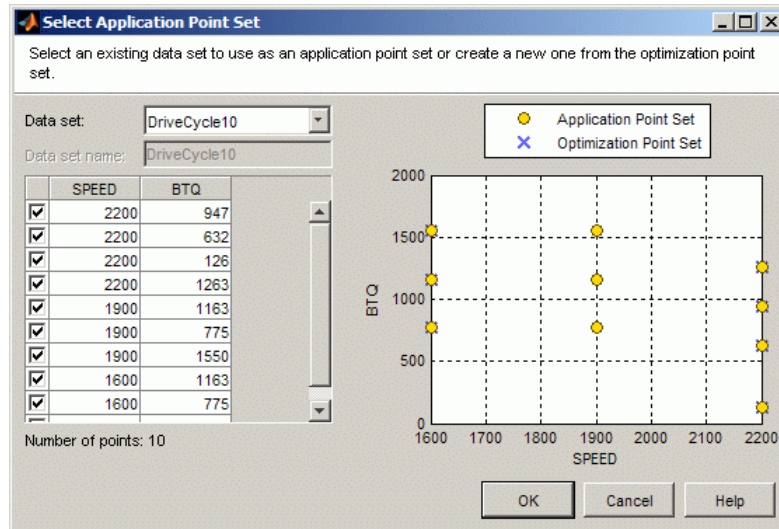 Select Application Point Set
Select an existing data set to use as an application point set or create a new one from the optimization point
set.
Data set:
DriveCycle10
Data set name:
DriveCycle10
SPEED BTQ
2200 947
2200 632
2200 126
2200 1263
1900 1163
1900 775
1900 1550
1600 1163
1600 775
Number of points: 10
Application Point Set
Optimization Point Set
2000
1500
1000
500
0
BTQ
1600 1700 1800 1900 2000 2100 2200
SPEED
OK Cancel Help